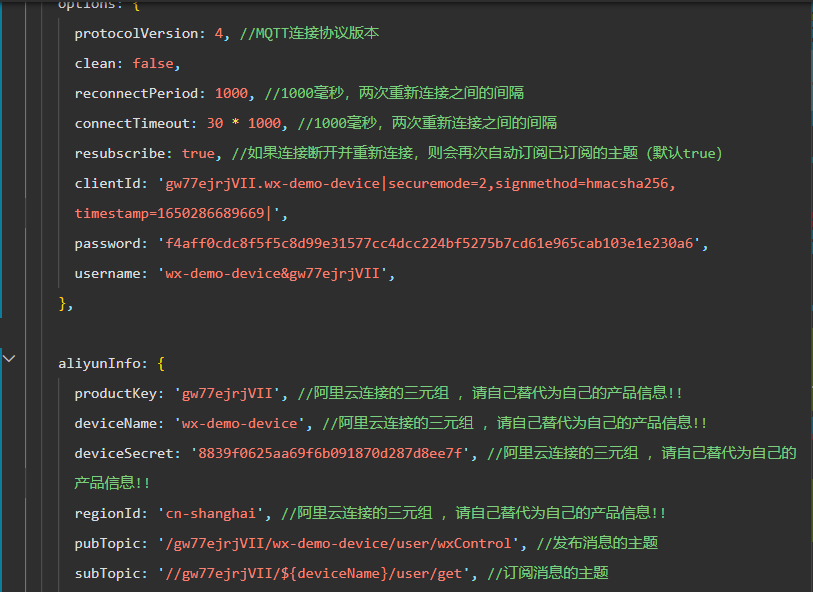 options: {
protocolVersion: 4, //MQTT连接协议版本
clean: false,
reconnectPeriod: 1000, //1000毫秒，两次重新连接之间的间隔
connectTimeout: 30 * 1000, //1000毫秒，两次重新连接之间的间隔
resubscribe: true, //如果连接断开并重新连接，则会再次自动订阅已订阅的主题（默认true）
clientId: 'gw77ejrjVII.wx-demo-device|securemode=2,signmethod=hmacsha256,
timestamp=1650286689669|',
password: 'f4aff0cdc8f5f5c8d99e31577cc4dcc224bf5275b7cd61e965cab103e1e230a6',
username: 'wx-demo-device&gw77ejrjVII',
},
aliyunInfo: {
productKey: 'gw77ejrjVII', //阿里云连接的三元组 ，请自己替代为自己的产品信息!!
deviceName: 'wx-demo-device', //阿里云连接的三元组 ，请自己替代为自己的产品信息!!
deviceSecret: '8839f0625aa69f6b091870d287d8ee7f', //阿里云连接的三元组 ，请自己替代为自己的
产品信息!!
regionId: 'cn-shanghai', //阿里云连接的三元组 ，请自己替代为自己的产品信息!!
pubTopic: '/gw77ejrjVII/wx-demo-device/user/wxControl', //发布消息的主题
subTopic: '//gw77ejrjVII/${deviceName}/user/get', //订阅消息的主题